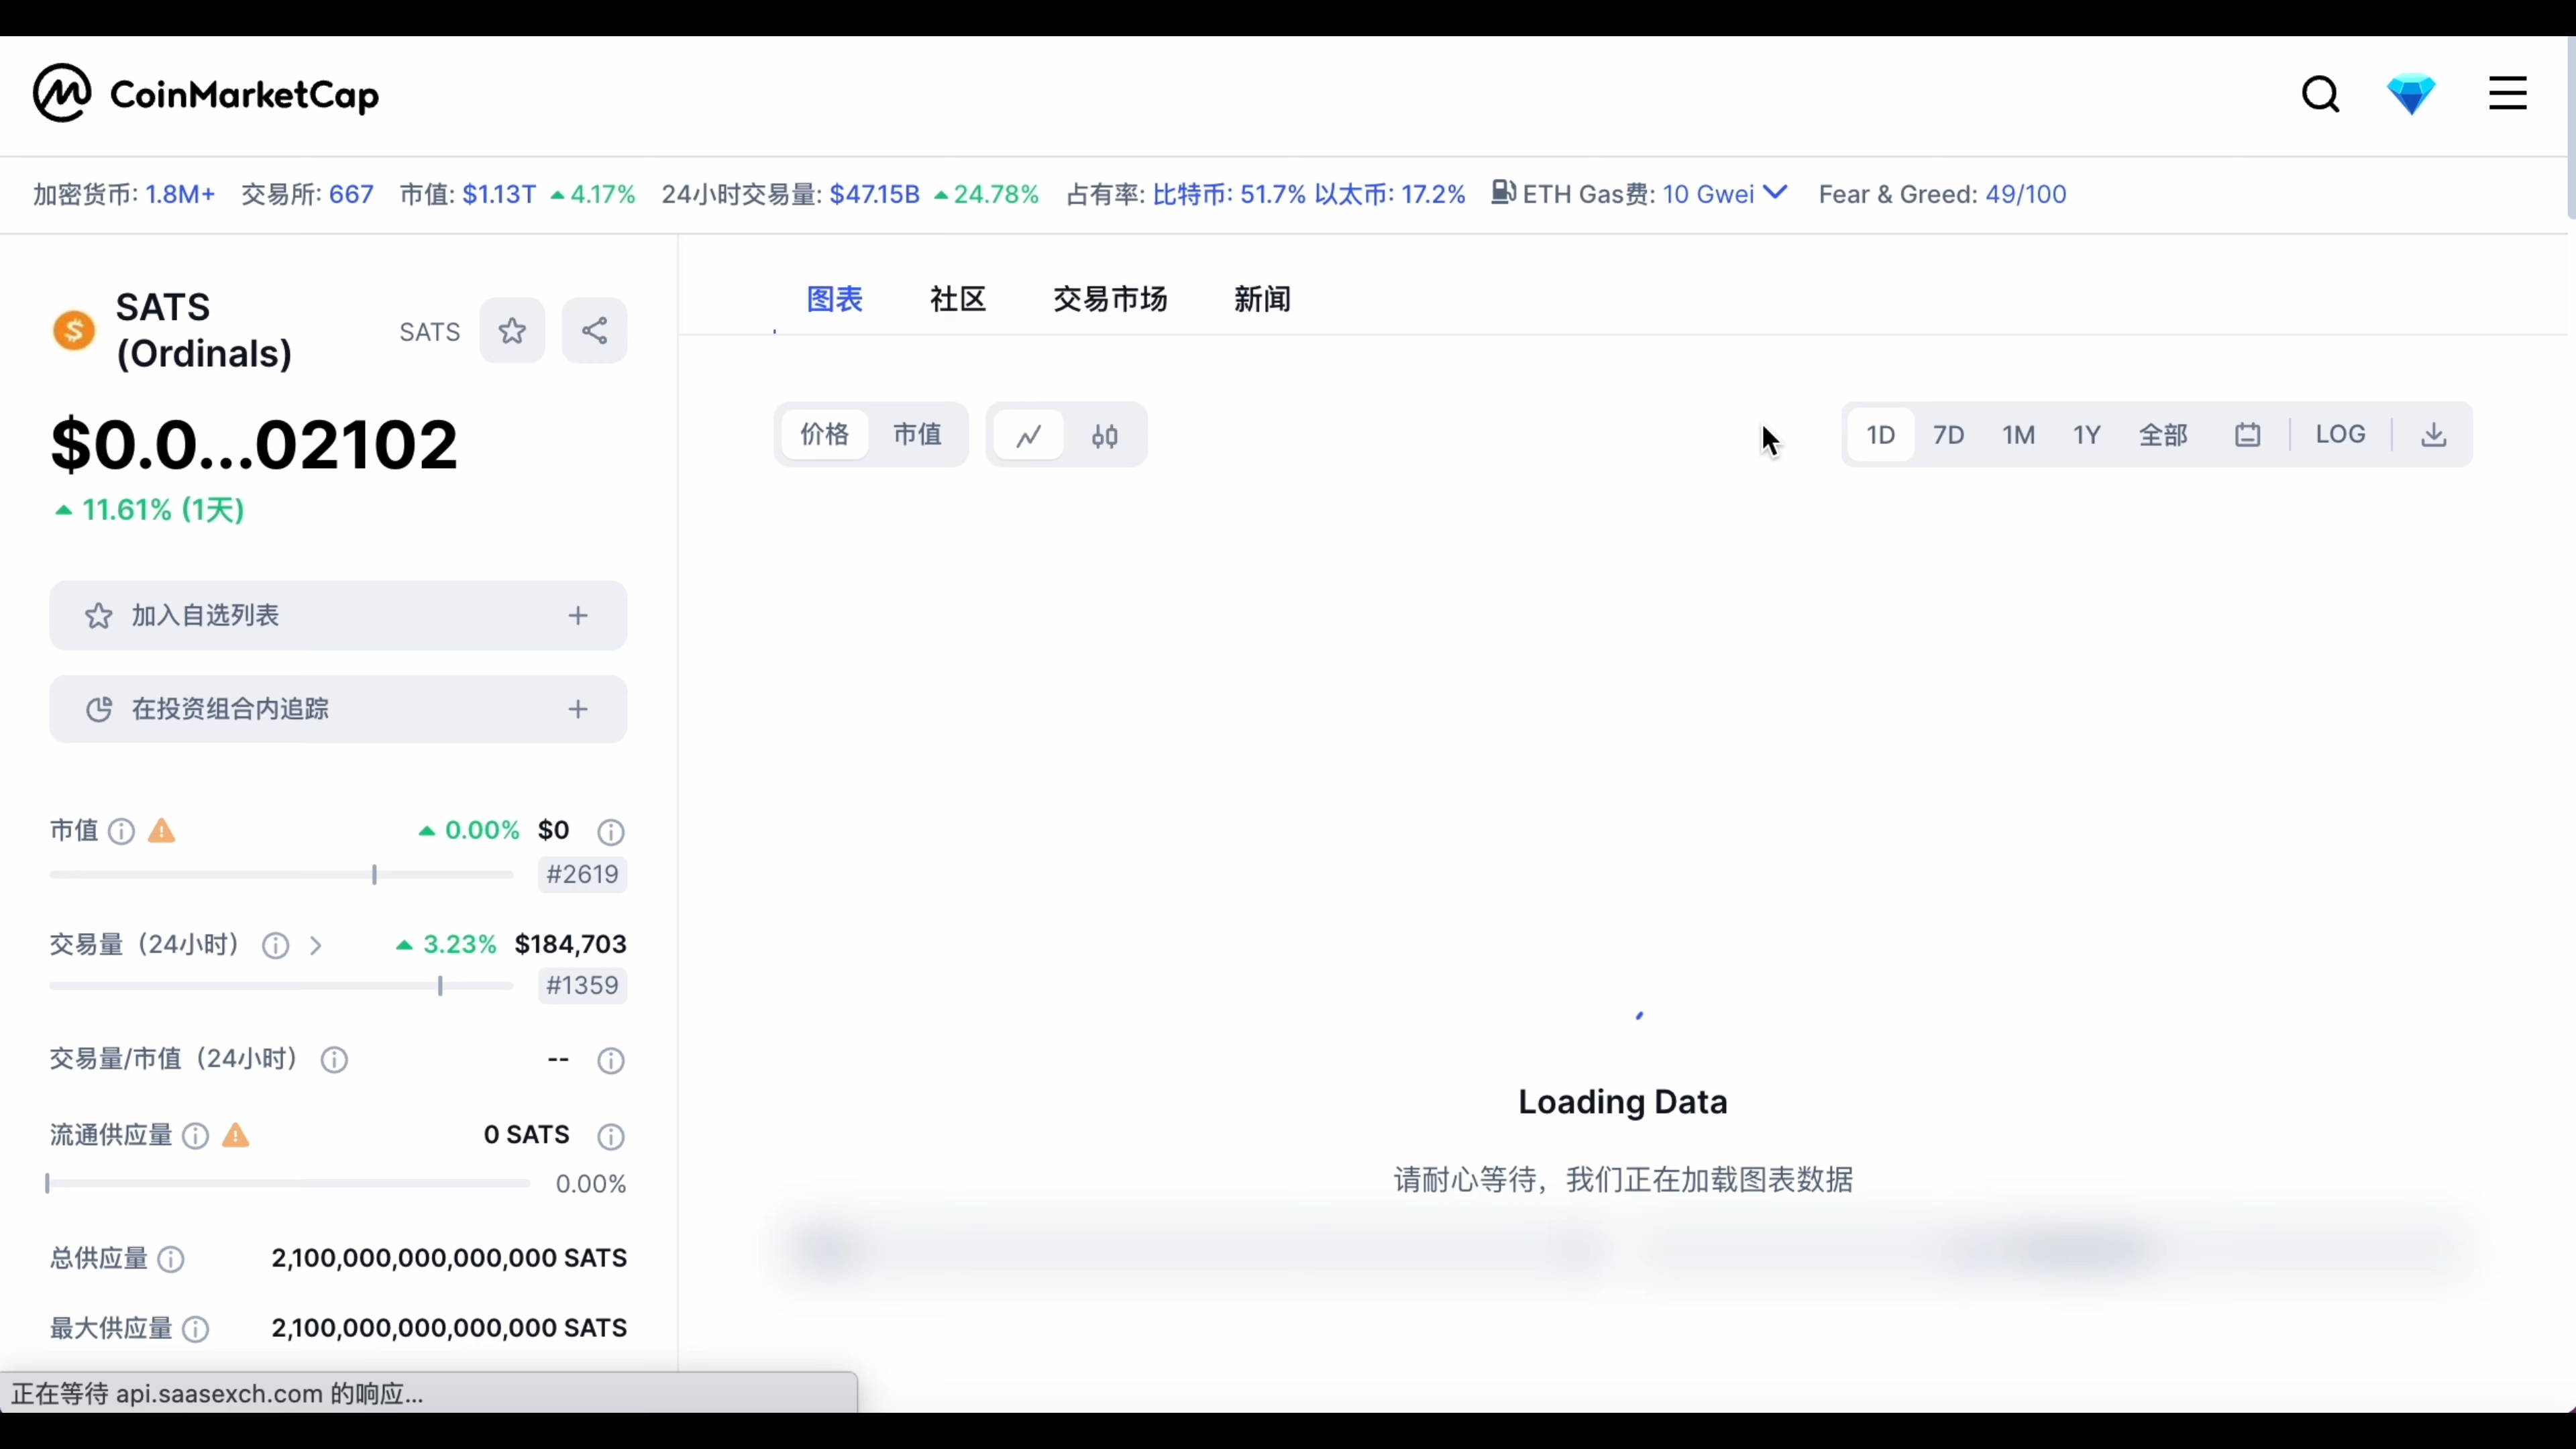 CoinMarketCap
加密货币: 1.8M+ 交易所: 667 市值: $1.13T 4.17% 24小时交易量: $47.15B 24.78% 占有率: 比特币: 51.7% 以太币: 17.2% ETH Gas费: 10 Gwei Fear & Greed: 49/100
SATS
(Ordinals)
SATS
$0.0...02102
11.61% (1天)
加入自选列表
在投资组合内追踪
市值 0.00% $0
#2619
交易量（24小时） 3.23% $184,703
#1359
交易量/市值（24小时） --
流通供应量 0 SATS
0.00%
总供应量 2,100,000,000,000,000 SATS
最大供应量 2,100,000,000,000,000 SATS
图表 社区 交易市场 新闻
价格 市值
1D 7D 1M 1Y 全部 LOG
Loading Data
请耐心等待，我们正在加载图表数据
正在等待 api.saasexch.com 的响应...